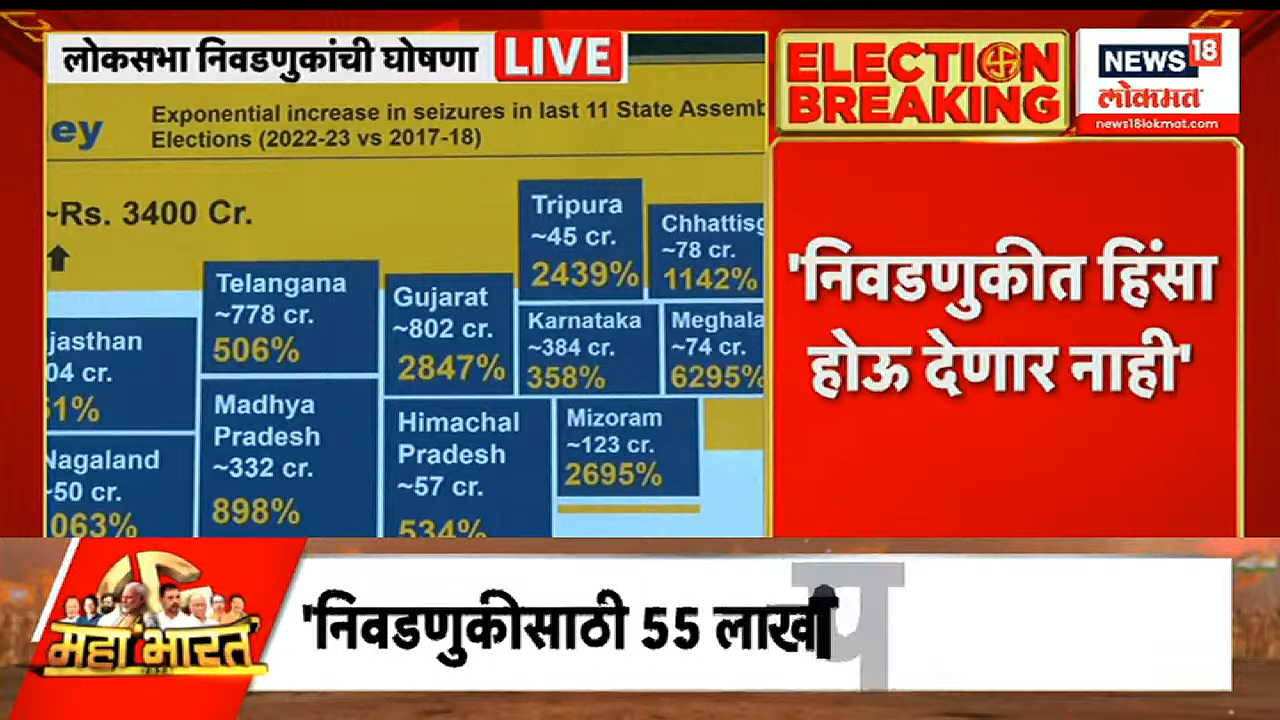 लोकसभा निवडणुकांची घोषणा LIVE
ELECTION
BREAKING
NEWS 18
लोकमत
news18lokmat.com
ey
Exponential increase in seizures in last 11 State Assemb
Elections (2022-23 vs 2017-18)
~Rs. 3400 Cr.
Tripura
~45 cr.
2439%
Chhattisg
~78 cr.
1142%
Telangana
~778 cr.
506%
Gujarat
~802 cr.
2847%
Karnataka
~384 cr.
358%
Meghala
~74 cr.
6295%
jasthan
04 cr.
51%
Madhya
Pradesh
~332 cr.
898%
Himachal
Pradesh
~57 cr.
534%
Mizoram
~123 cr.
2695%
Nagaland
~50 cr.
063%
'निवडणुकीत हिंसा
होऊ देणार नाही'
महा भारत
'निवडणुकीसाठी 55 लाख प